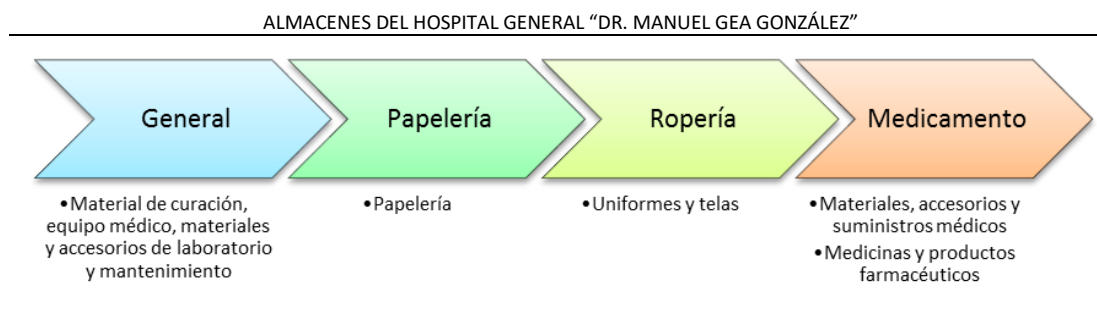 ALMACENES DEL HOSPITAL GENERAL “DR. MANUEL GEA GONZÁLEZ”
General
Papelería
Ropería
Medicamento
•Material de curación,
equipo médico, materiales
y accesorios de laboratorio
y mantenimiento
•Papelería
•Uniformes y telas
•Materiales, accesorios y
suministros médicos
•Medicinas y productos
farmacéuticos